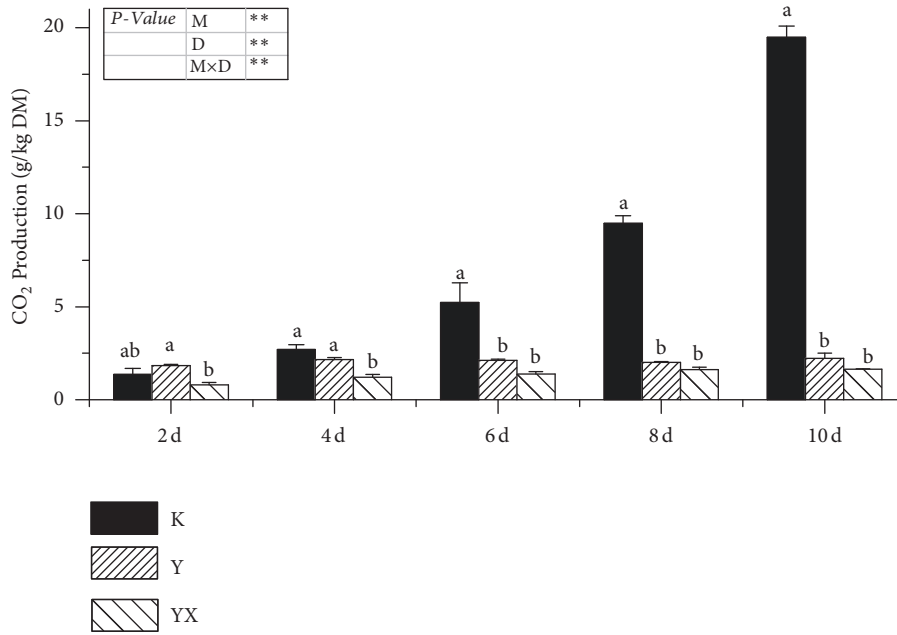 P-Value M **
D **
M×D **
CO2 Production (g/kg DM)
20
15
10
5
0
a
a
a
a
ab a b
a b
b b
b b
b b
2 d 4 d 6 d 8 d 10 d
K
Y
YX